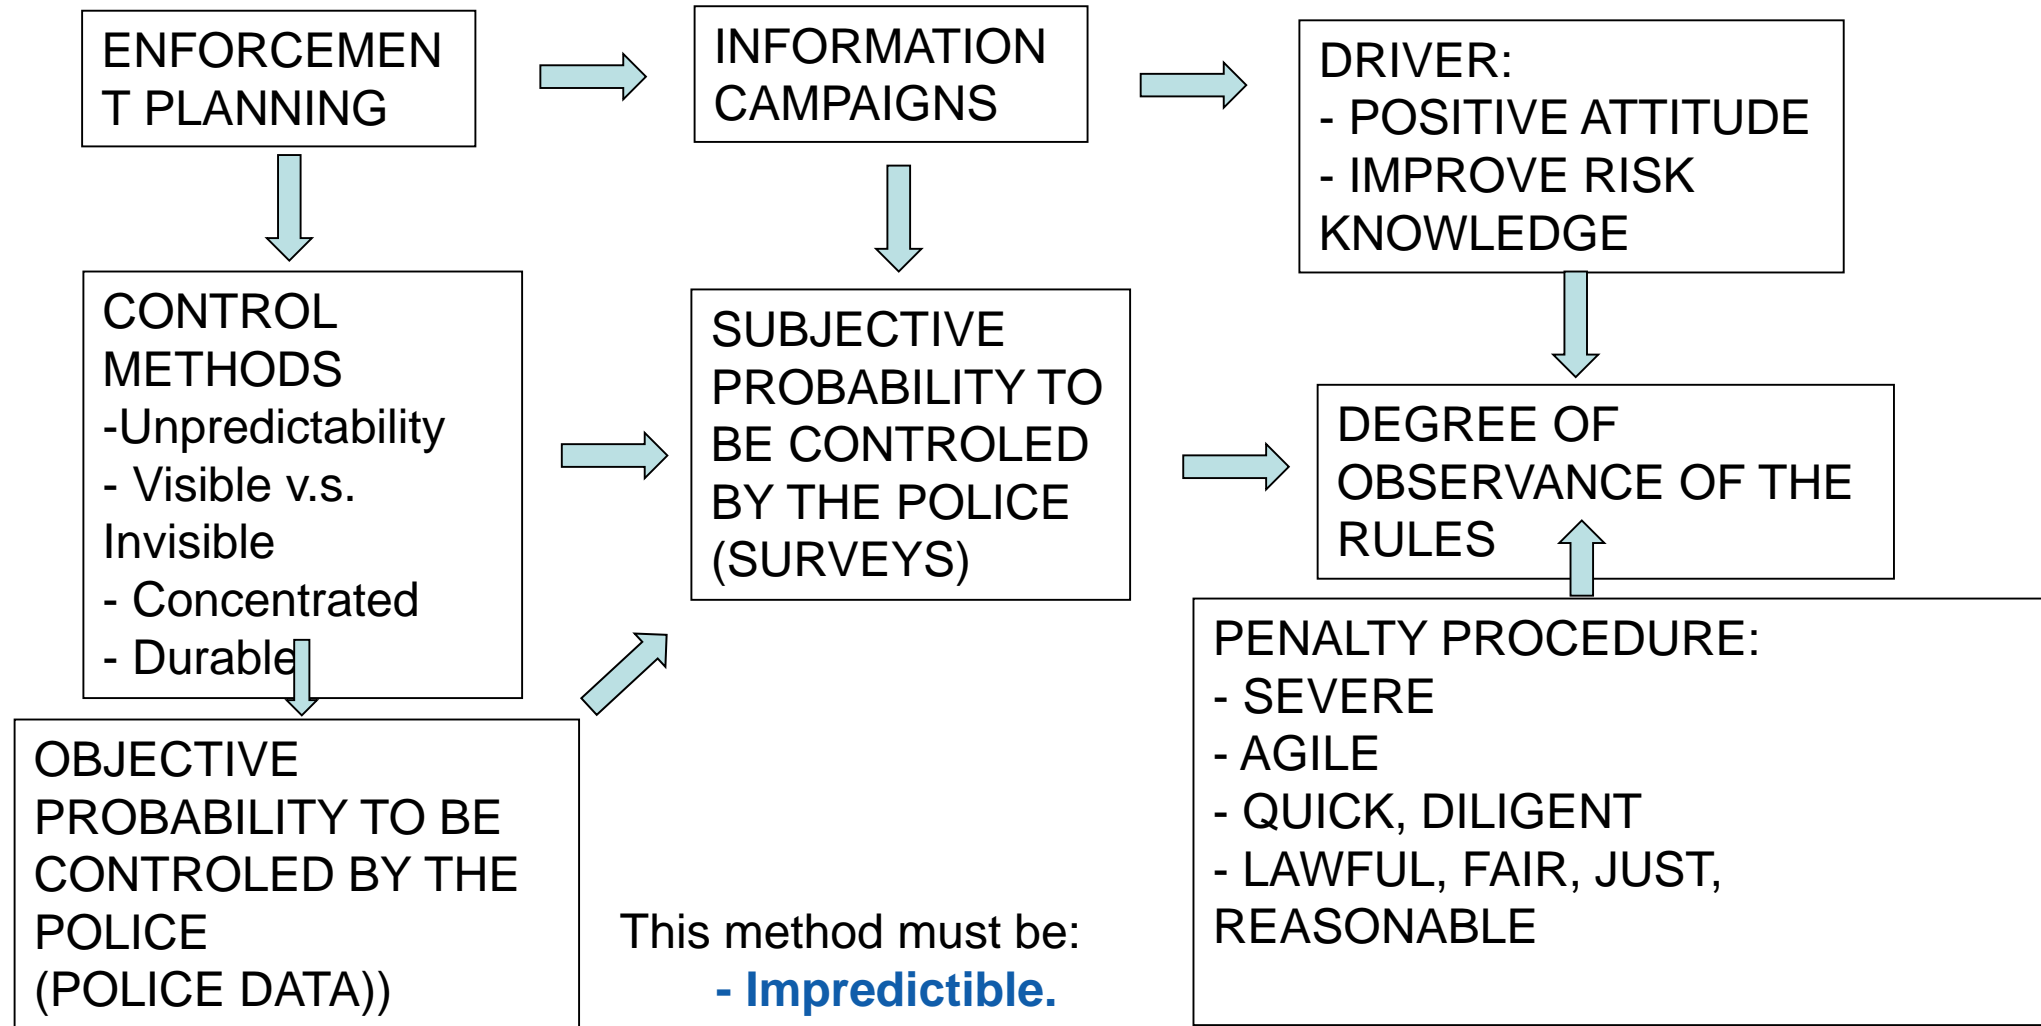 ENFORCEMEN
T PLANNING
INFORMATION
CAMPAIGNS
DRIVER:
- POSITIVE ATTITUDE
- IMPROVE RISK
KNOWLEDGE
CONTROL
METHODS
-Unpredictability
- Visible v.s.
Invisible
- Concentrated
- Durable
SUBJECTIVE
PROBABILITY TO
BE CONTROLED
BY THE POLICE
(SURVEYS)
DEGREE OF
OBSERVANCE OF THE
RULES
OBJECTIVE
PROBABILITY TO BE
CONTROLED BY THE
POLICE
(POLICE DATA))
PENALTY PROCEDURE:
- SEVERE
- AGILE
- QUICK, DILIGENT
- LAWFUL, FAIR, JUST,
REASONABLE
This method must be:
- Impredictible.